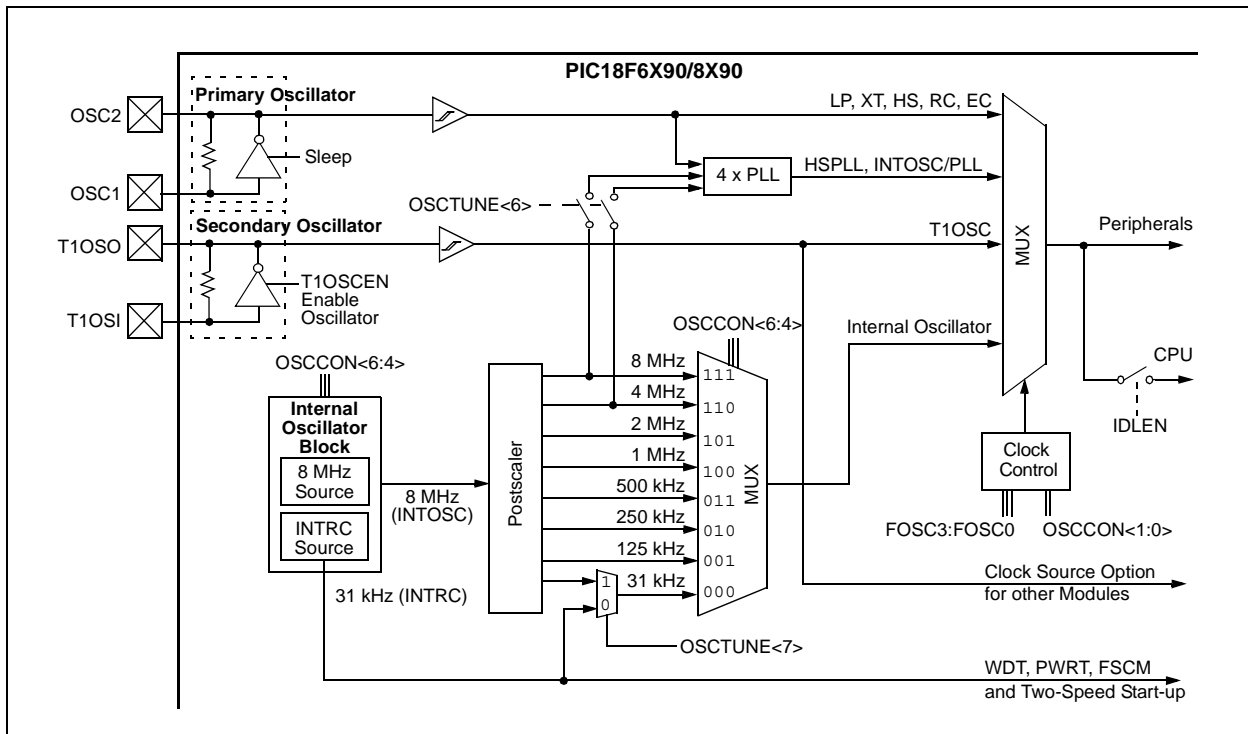 PIC18F6X90/8X90
Primary Oscillator
OSC2
Sleep
OSC1
LP, XT, HS, RC, EC
4 x PLL
HSPLL, INTOSC/PLL
OSCTUNE<6>
Secondary Oscillator
T1OSO
T1OSCEN
Enable
Oscillator
T1OSI
T1OSC
MUX
Peripherals
Internal Oscillator
CPU
IDLEN
Clock
Control
FOSC3:FOSC0
OSCCON<1:0>
OSCCON<6:4>
Internal
Oscillator
Block
8 MHz
Source
INTRC
Source
8 MHz
(INTOSC)
31 kHz (INTRC)
Postscaler
OSCCON<6:4>
8 MHz
111
4 MHz
110
2 MHz
101
1 MHz
100
500 kHz
011
250 kHz
010
125 kHz
001
1
0
31 kHz
000
MUX
OSCTUNE<7>
Clock Source Option
for other Modules
WDT, PWRT, FSCM
and Two-Speed Start-up